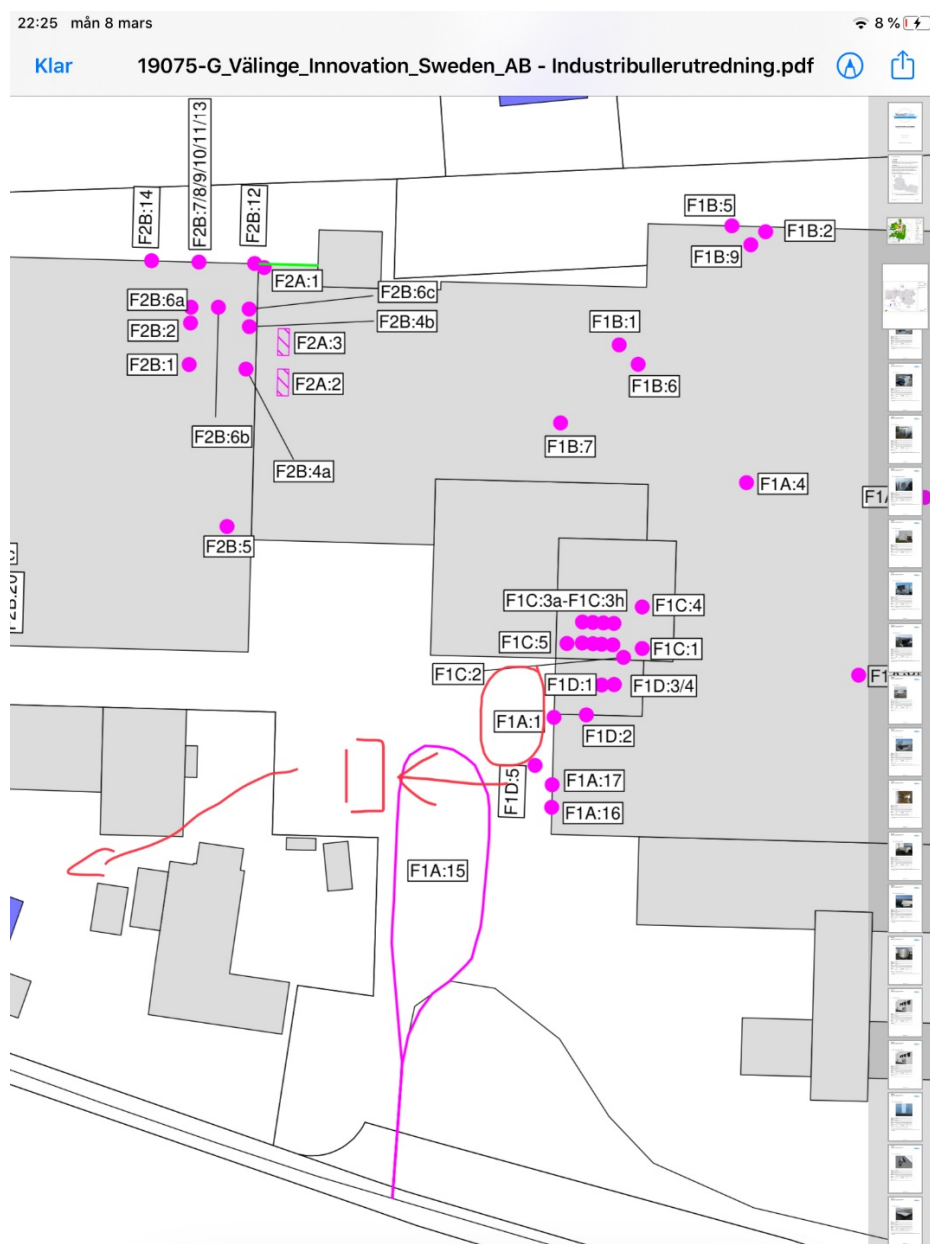 22:25 mån 8 mars
8 %
Klar
19075-G_Välinge_Innovation_Sweden_AB - Industribullerutredning.pdf
F2B:14
F2B:7/8/9/10/11/13
F2B:12
F1B:5
F1B:2
F1B:9
F2A:1
F2B:6c
F2B:6a
F2B:4b
F2B:2
F2A:3
F1B:1
F2B:1
F2A:2
F1B:6
F2B:6b
F1B:7
F2B:4a
F1A:4
F2B:5
F1C:3a-F1C:3h
F1C:4
F1C:5
F1C:1
F1C:2
F1D:1
F1D:3/4
F1A:1
F1D:2
F1D:5
F1A:17
F1A:16
F1A:15